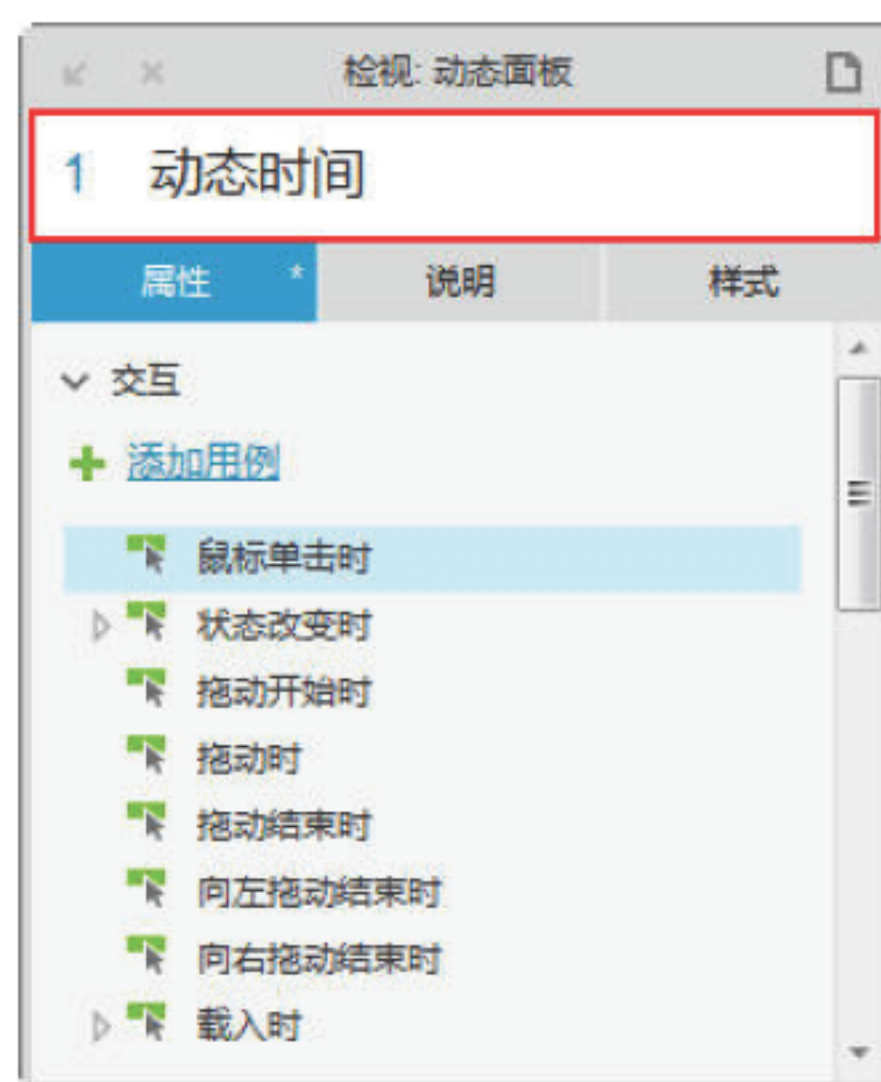 检视: 动态面板
1 动态时间
属性 * 说明 样式
交互
添加用例
鼠标单击时
状态改变时
拖动开始时
拖动时
拖动结束时
向左拖动结束时
向右拖动结束时
载入时